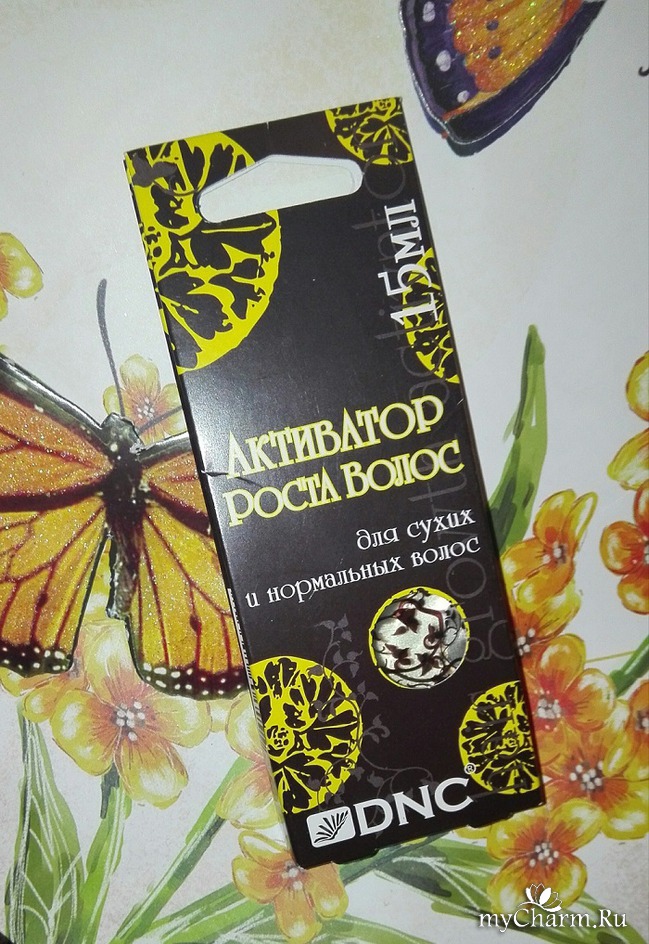 15мл
Активатор
роста волос
для сухих
и нормальных волос
DNC®
myCharm.Ru